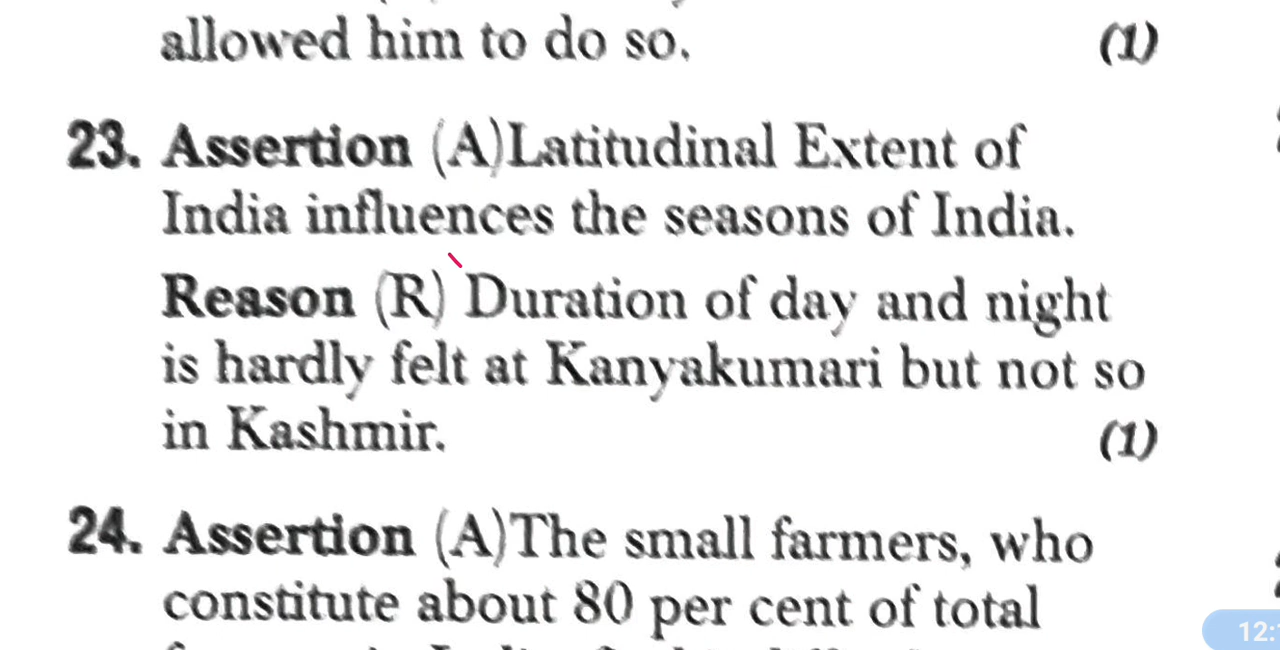 allowed him to do so. (1)
23. Assertion (A)Latitudinal Extent of
India influences the seasons of India.
Reason (R) Duration of day and night
is hardly felt at Kanyakumari but not so
in Kashmir. (1)
24. Assertion (A)The small farmers, who
constitute about 80 per cent of total
12: